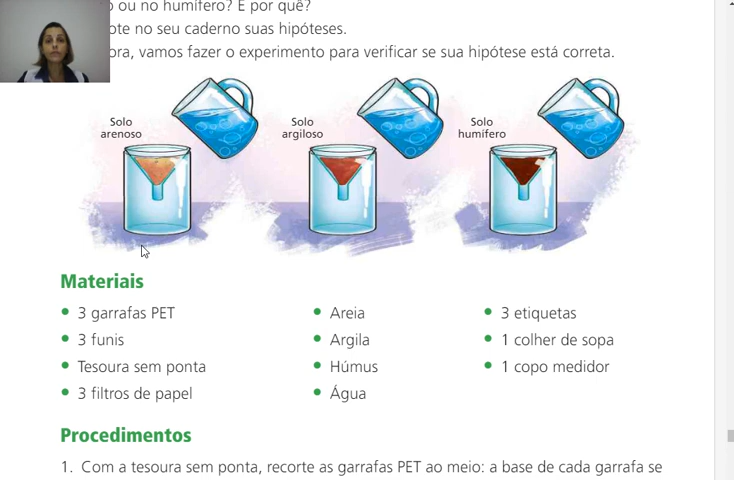 ou no humífero? E por quê?
no seu caderno suas hipóteses.
vamos fazer o experimento para verificar se sua hipótese está correta.
Solo arenoso
Solo argiloso
Solo humífero
Materiais
• 3 garrafas PET
• 3 funis
• Tesoura sem ponta
• 3 filtros de papel
• Areia
• Argila
• Húmus
• Água
• 3 etiquetas
• 1 colher de sopa
• 1 copo medidor
Procedimentos
1. Com a tesoura sem ponta, recorte as garrafas PET ao meio: a base de cada garrafa se